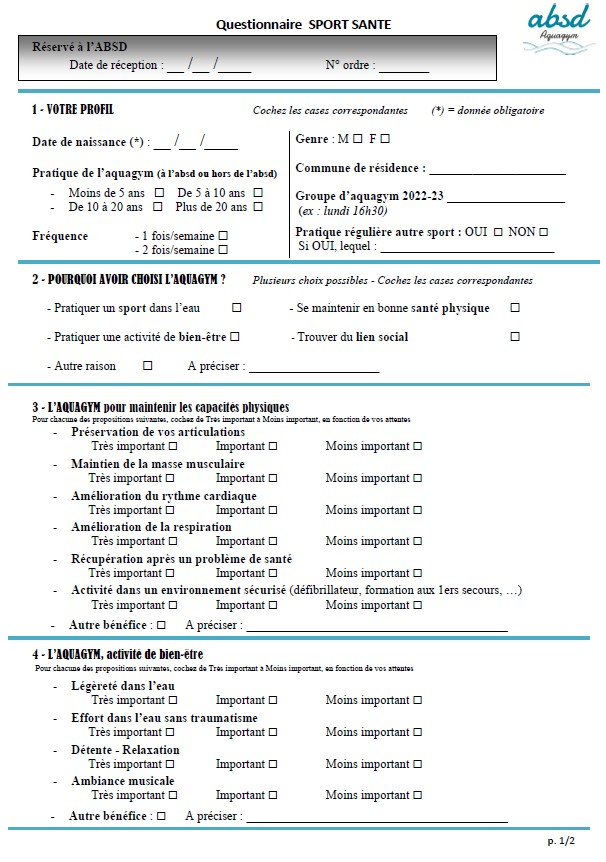 Questionnaire SPORT SANTE
absd
Aquagym
Réservé à l'ABSD
Date de réception : __ /__ /_____ N° ordre : ________
1 - VOTRE PROFIL Coches les cases correspondantes (*) = donnée obligatoire
Date de naissance (*) : __ /__ /_____
Pratique de l'aquagym (à l'absd ou hors de l'absd)
- Moins de 5 ans ☐ De 5 à 10 ans ☐
- De 10 à 20 ans ☐ Plus de 20 ans ☐
Fréquence - 1 fois/semaine ☐
- 2 fois/semaine ☐
Genre : M ☐ F ☐
Commune de résidence : ______________________
Groupe d'aquagym 2022-23 ___________________
(ex : lundi 16h30)
Pratique régulière autre sport : OUI ☐ NON ☐
Si OUI, lequel : ____________________________
2 - POURQUOI AVOIR CHOISI L'AQUAGYM ? Plusieurs choix possibles - Coches les cases correspondantes
- Pratiquer un sport dans l'eau ☐ - Se maintenir en bonne santé physique ☐
- Pratiquer une activité de bien-être ☐ - Trouver du lien social ☐
- Autre raison ☐ A préciser : _____________________
3 - L'AQUAGYM pour maintenir les capacités physiques
Pour chacune des propositions suivantes, cochez de Très important à Moins important, en fonction de vos attentes
- Préservation de vos articulations
Très important ☐ Important ☐ Moins important ☐
- Maintien de la masse musculaire
Très important ☐ Important ☐ Moins important ☐
- Amélioration du rythme cardiaque
Très important ☐ Important ☐ Moins important ☐
- Amélioration de la respiration
Très important ☐ Important ☐ Moins important ☐
- Récupération après un problème de santé
Très important ☐ Important ☐ Moins important ☐
- Activité dans un environnement sécurisé (défibrillateur, formation aux 1ers secours, …)
Très important ☐ Important ☐ Moins important ☐
- Autre bénéfice : ☐ A préciser : __________________________________________
4 - L'AQUAGYM, activité de bien-être
Pour chacune des propositions suivantes, cochez de Très important à Moins important, en fonction de vos attentes
- Légèreté dans l'eau
Très important ☐ Important ☐ Moins important ☐
- Effort dans l'eau sans traumatisme
Très important ☐ Important ☐ Moins important ☐
- Détente - Relaxation
Très important ☐ Important ☐ Moins important ☐
- Ambiance musicale
Très important ☐ Important ☐ Moins important ☐
- Autre bénéfice : ☐ A préciser : __________________________________________
p. 1/2